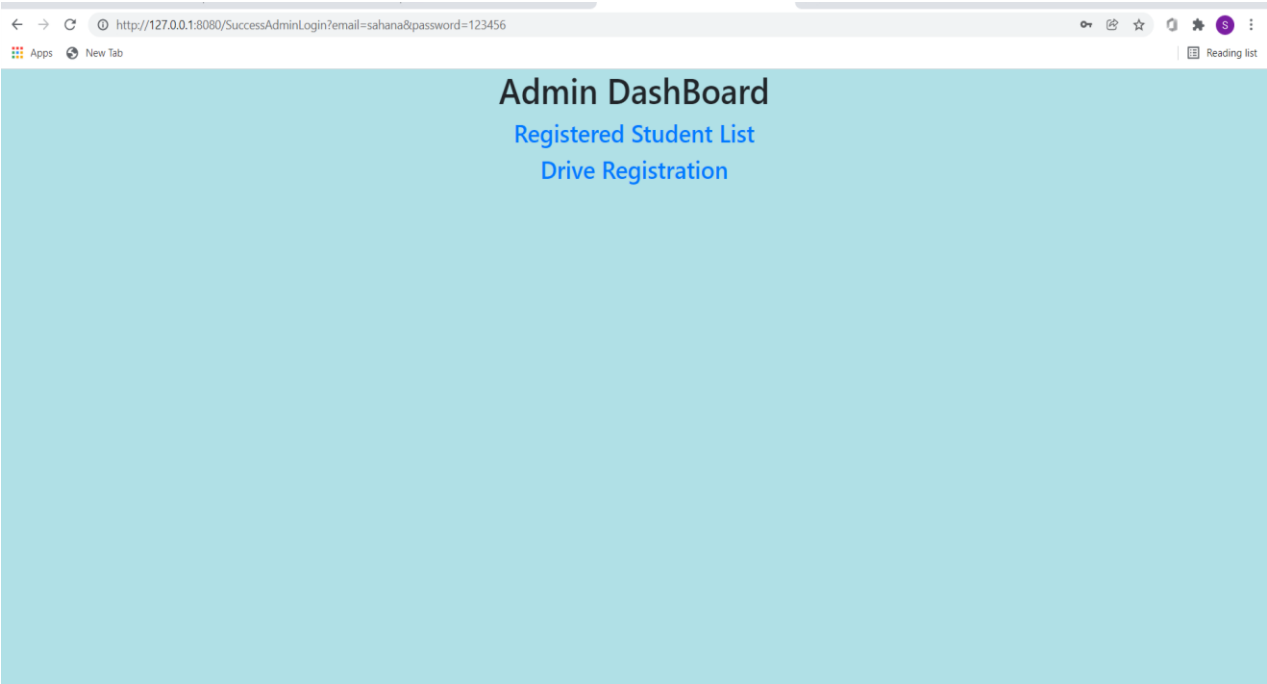 http://127.0.0.1:8080/SuccessAdminLogin?email=sahana&password=123456
S
Apps
New Tab
Reading list
Admin DashBoard
Registered Student List
Drive Registration